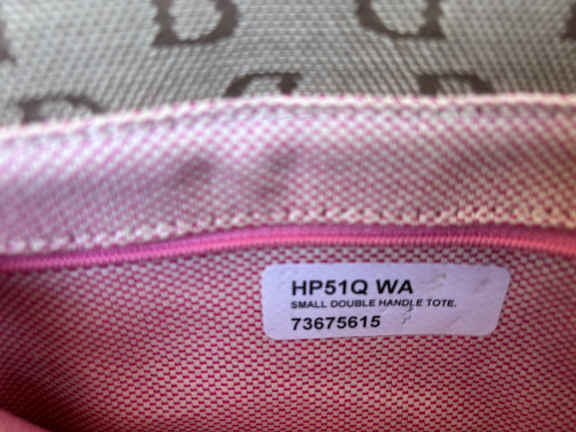 D D
D D D
HP51Q WA
SMALL DOUBLE HANDLE TOTE.
73675615